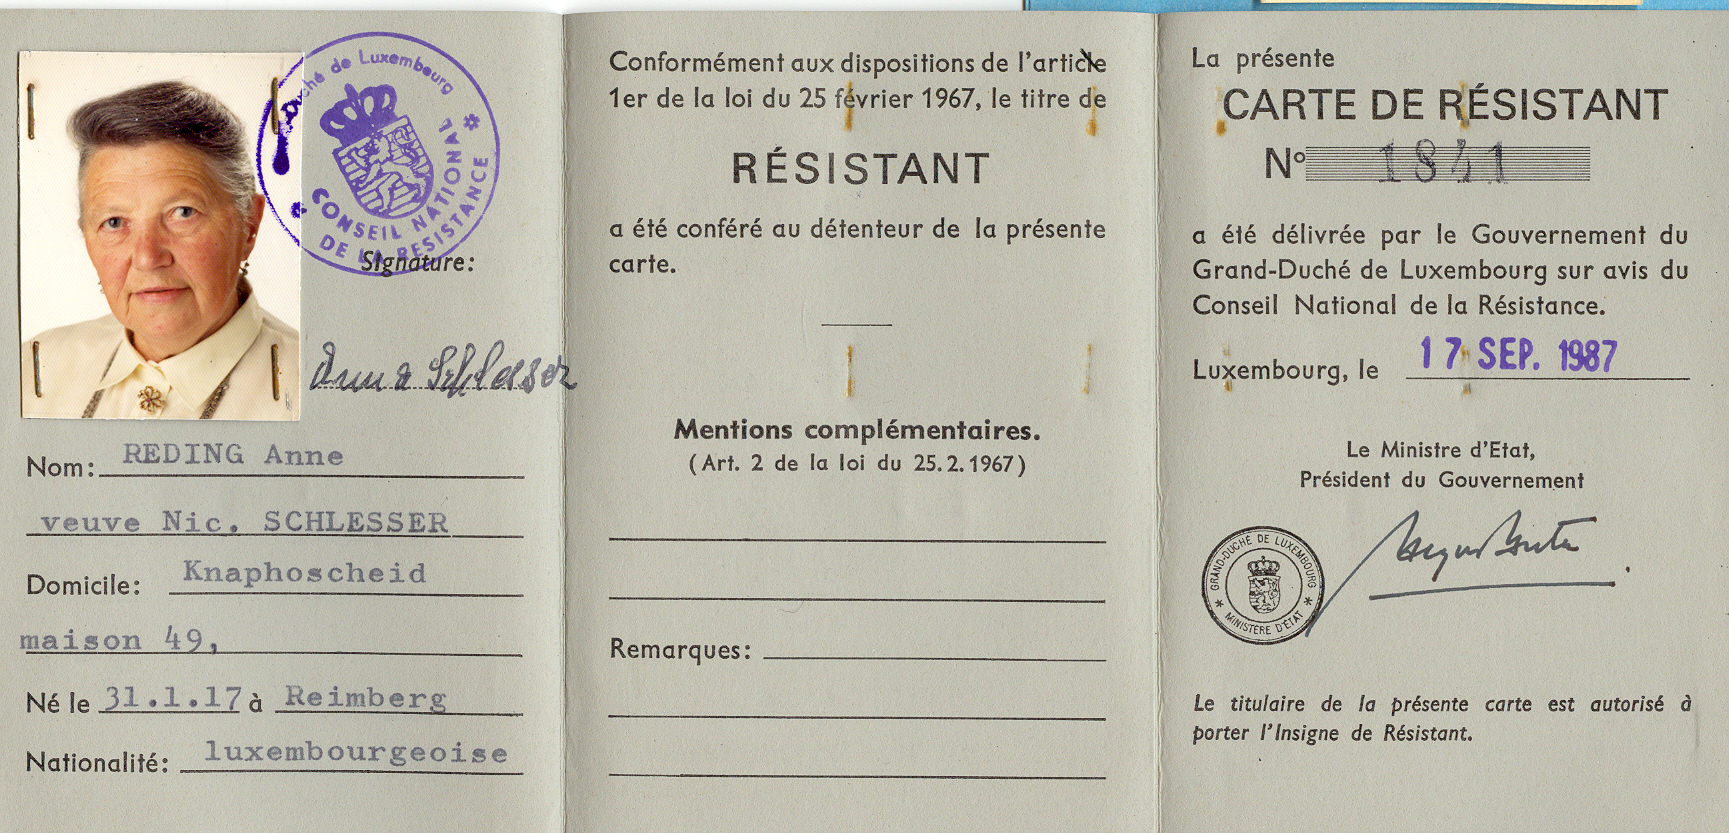 Duché de Luxembourg
CONSEIL NATIONAL
DE LA RESISTANCE
Signature:
Anna Schlesser
Nom: REDING Anne
veuve Nic. SCHLESSER
Domicile: Knaphoscheid
maison 49,
Né le 31.1.17 à Reimberg
Nationalité: luxembourgeoise
Conformément aux dispositions de l'article
1er de la loi du 25 février 1967, le titre de
RÉSISTANT
a été conféré au détenteur de la présente
carte.
Mentions complémentaires.
(Art. 2 de la loi du 25.2.1967)
Remarques:
La présente
CARTE DE RÉSISTANT
No 1841
a été délivrée par le Gouvernement du
Grand-Duché de Luxembourg sur avis du
Conseil National de la Résistance.
Luxembourg, le 17 SEP. 1987
Le Ministre d'Etat,
Président du Gouvernement
GRAND-DUCHÉ DE LUXEMBOURG
MINISTÈRE D'ÉTAT
Le titulaire de la présente carte est autorisé à
porter l'Insigne de Résistant.